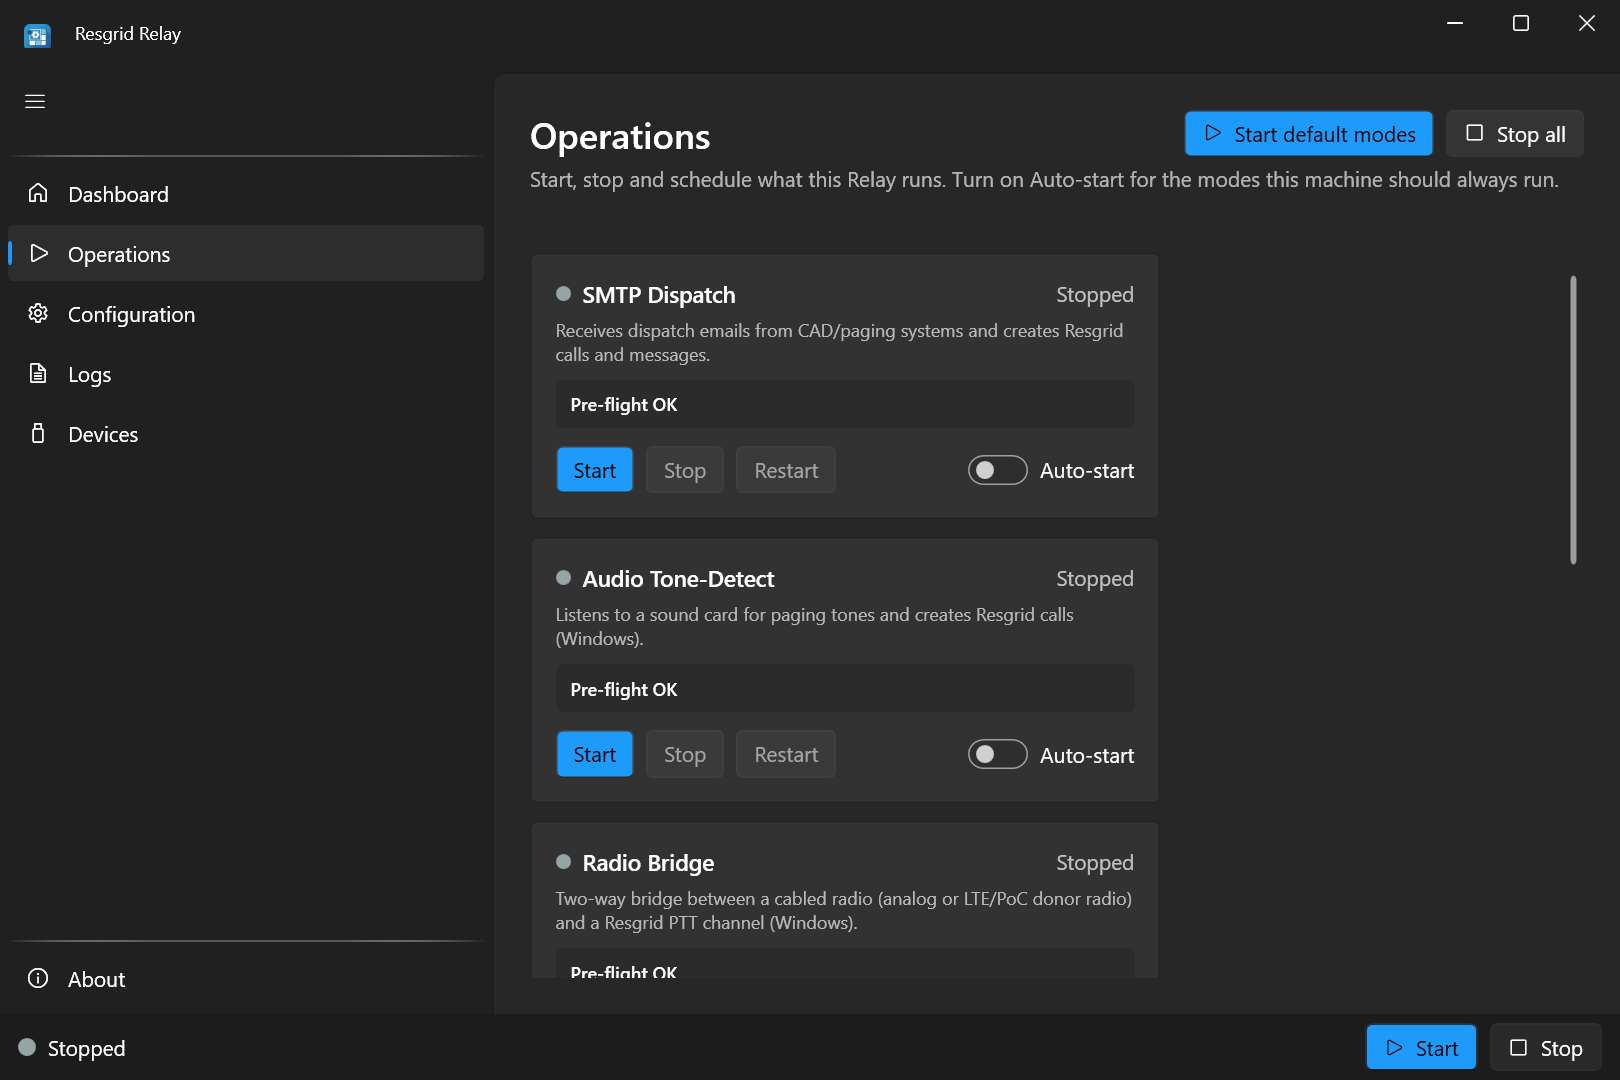 Resgrid Relay
Dashboard
Operations
Configuration
Logs
Devices
About
Operations
Start default modes
Stop all
Start, stop and schedule what this Relay runs. Turn on Auto-start for the modes this machine should always run.
SMTP Dispatch
Stopped
Receives dispatch emails from CAD/paging systems and creates Resgrid
calls and messages.
Pre-flight OK
Start
Stop
Restart
Auto-start
Audio Tone-Detect
Stopped
Listens to a sound card for paging tones and creates Resgrid calls
(Windows).
Pre-flight OK
Start
Stop
Restart
Auto-start
Radio Bridge
Stopped
Two-way bridge between a cabled radio (analog or LTE/PoC donor radio)
and a Resgrid PTT channel (Windows).
Pre-flight OK
Stopped
Start
Stop